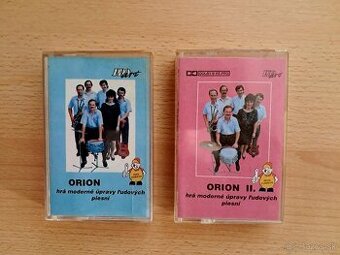 ORION
hrá moderné úpravy ľudových
piesní
ORION II.
hrá moderné úpravy ľudových
piesní